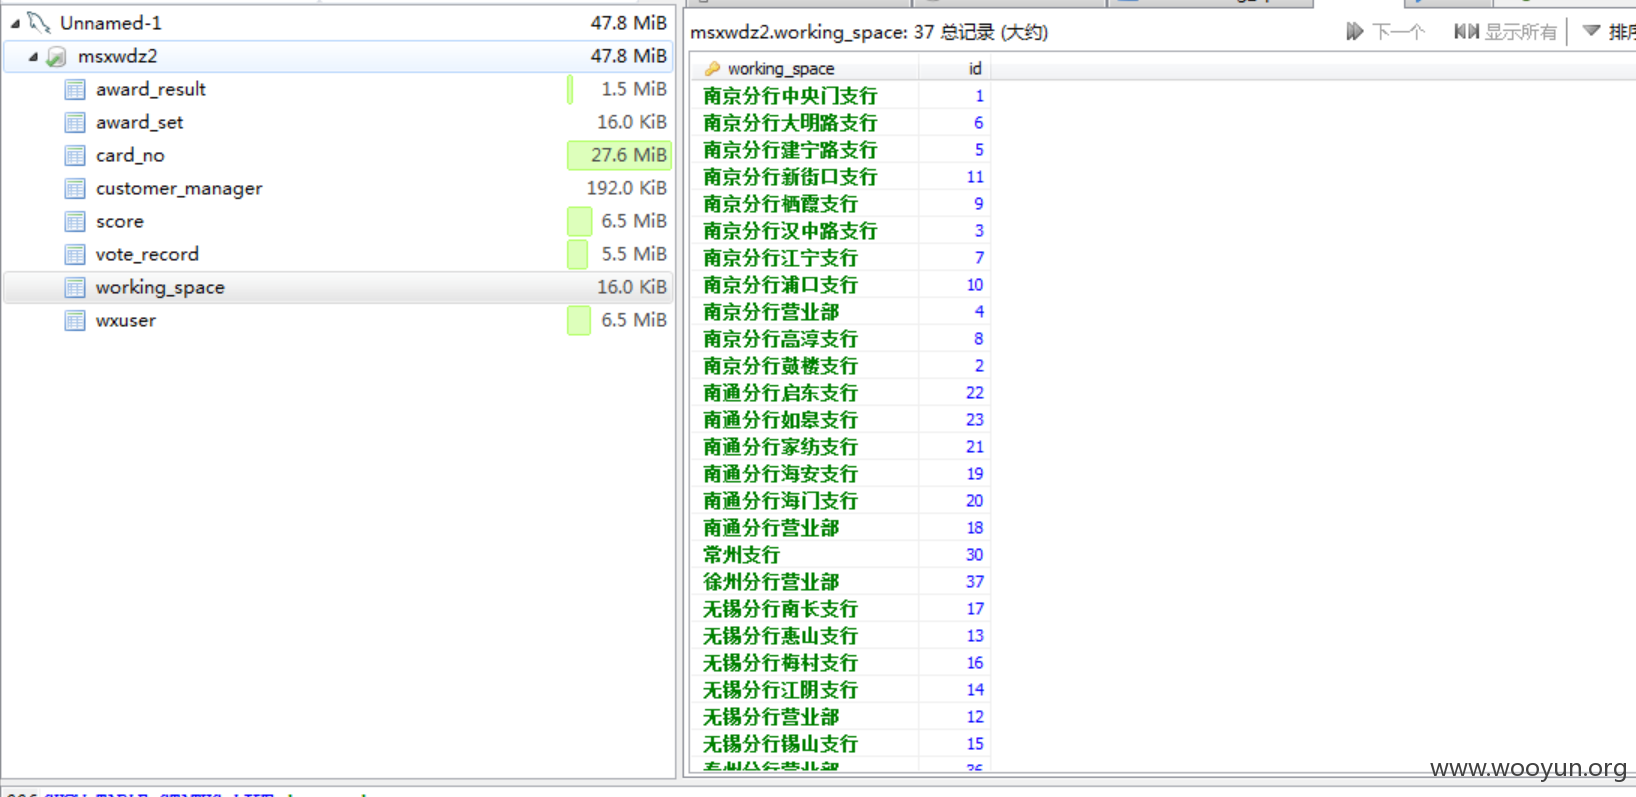 Unnamed-1 47.8 MiB
msxwdz2 47.8 MiB
award_result 1.5 MiB
award_set 16.0 KiB
card_no 27.6 MiB
customer_manager 192.0 KiB
score 6.5 MiB
vote_record 5.5 MiB
working_space 16.0 KiB
wxuser 6.5 MiB
msxwdz2.working_space: 37 总记录 (大约) 下一个 显示所有
working_space id
南京分行中央门支行 1
南京分行大明路支行 6
南京分行建宁路支行 5
南京分行新街口支行 11
南京分行栖霞支行 9
南京分行汉中路支行 3
南京分行江宁支行 7
南京分行浦口支行 10
南京分行营业部 4
南京分行高淳支行 8
南京分行鼓楼支行 2
南通分行启东支行 22
南通分行如皋支行 23
南通分行家纺支行 21
南通分行海安支行 19
南通分行海门支行 20
南通分行营业部 18
常州支行 30
徐州分行营业部 37
无锡分行南长支行 17
无锡分行惠山支行 13
无锡分行梅村支行 16
无锡分行江阴支行 14
无锡分行营业部 12
无锡分行锡山支行 15
泰州分行营业部
www.wooyun.org